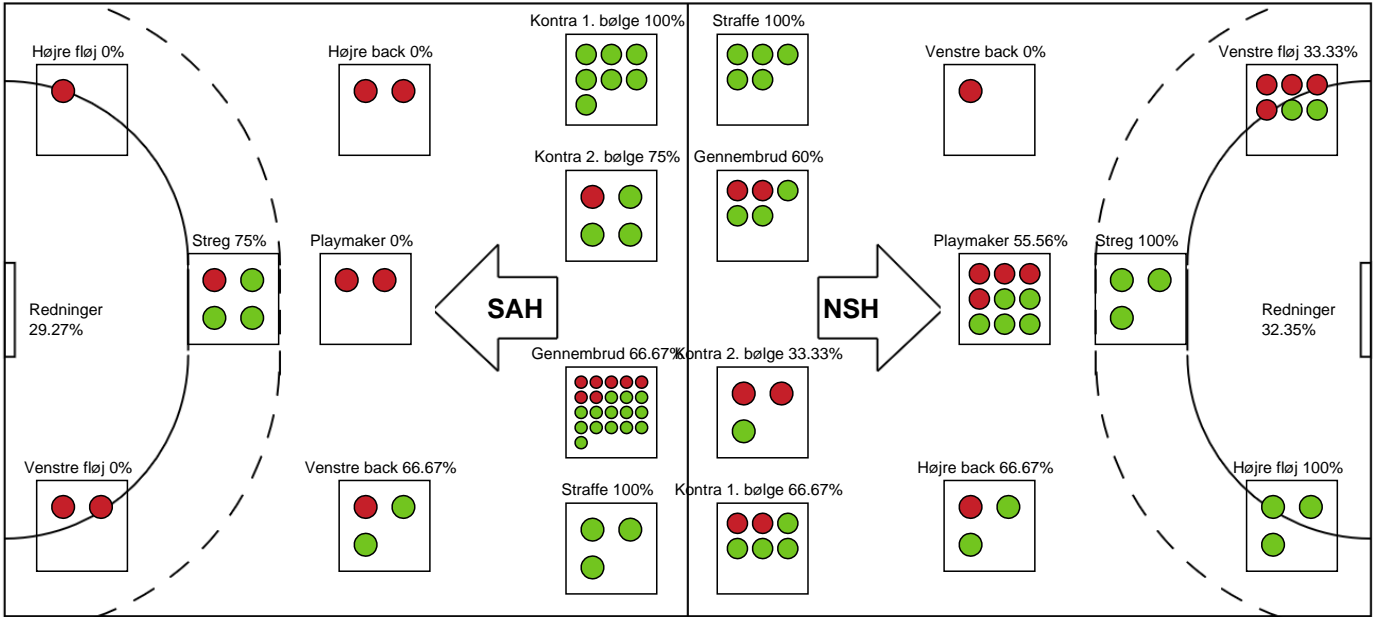 Kontra 1. bølge 100%
Straffe 100%
Højre fløj 0%
Højre back 0%
Venstre back 0%
Venstre fløj 33.33%
Kontra 2. bølge 75%
Gennembrud 60%
Streg 75%
Playmaker 0%
Playmaker 55.56%
Streg 100%
Redninger
29.27%
SAH
NSH
Redninger
32.35%
Gennembrud 66.67%
Kontra 2. bølge 33.33%
Venstre fløj 0%
Venstre back 66.67%
Højre back 66.67%
Højre fløj 100%
Straffe 100%
Kontra 1. bølge 66.67%